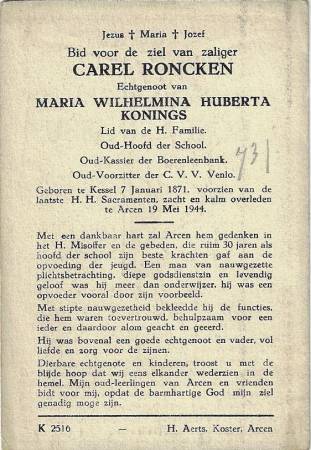 Jezus † Maria † Jozef
Bid voor de ziel van zaliger
CAREL RONCKEN
Echtgenoot van
MARIA WILHELMINA HUBERTA
KONINGS
Lid van de H. Familie.
Oud-Hoofd der School.
Oud-Kassier der Boerenleenbank.
Oud-Voorzitter der C. V. V. Venlo.
731
Geboren te Kessel 7 Januari 1871. voorzien van de
laatste H. H. Sacramenten, zacht en kalm overleden
te Arcen 19 Mei 1944.
Met een dankbaar hart zal Arcen hem gedenken in
het H. Misoffer en de gebeden, die ruim 30 jaren als
hoofd der school zijn beste krachten gaf aan de
opvoeding der jeugd. Een man van nauwgezette
plichtsbetrachting, diepe godsdienstzin en levendig
geloof was hij meer dan onderwijzer, hij was een
opvoeder vooral door zijn voorbeeld.
Met stipte nauwgezetheid bekleedde hij de functies,
die hem waren toevertrouwd, behulpzaam voor een
ieder en daardoor alom geacht en geeerd.
Hij was bovenal een goede echtgenoot en vader, vol
liefde en zorg voor de zijnen.
Dierbare echtgenote en kinderen, troost u met de
blijde hoop dat wij eens elkander wederzien in de
hemel. Mijn oud-leerlingen van Arcen en vrienden
bidt voor mij, opdat de barmhartige God mij ziel
genadig moge zijn.
K 2516 — H. Aerts, Koster, Arcen